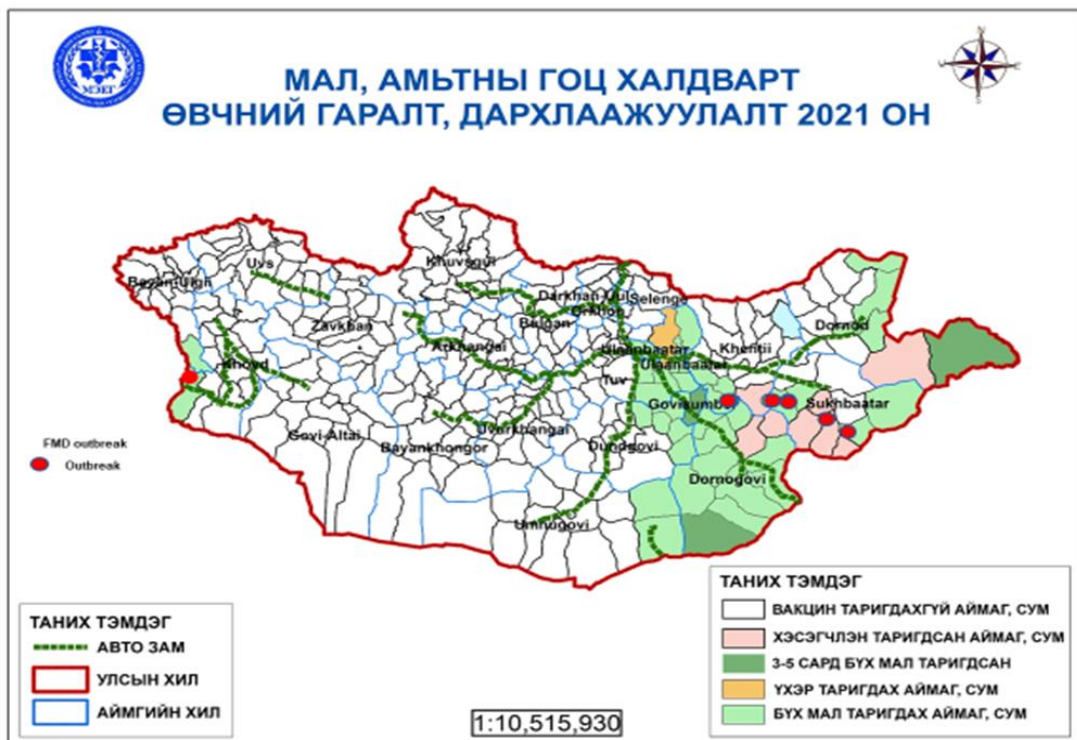 МЭЕГ
МАЛ, АМЬТНЫ ГОЦ ХАЛДВАРТ
ӨВЧНИЙ ГАРАЛТ, ДАРХЛААЖУУЛАЛТ 2021 ОН
Uvs
Khuvsgul
Bayan-Ulgii
Darkhan-Uul
Selenge
Orkhon
Zavkhan
Bulgan
Dornod
Arkhangai
Ulaanbaatar
Khentii
Khovd
Ulaanbaatar
Tuv
Govisumber
Sukhbaatar
Govi-Altai
Uvurkhangai
Bayankhongor
Dundgovi
Dornogovi
Umnugovi
FMD outbreak
Outbreak
ТАНИХ ТЭМДЭГ
АВТО ЗАМ
УЛСЫН ХИЛ
АЙМГИЙН ХИЛ
1:10,515,930
ТАНИХ ТЭМДЭГ
ВАКЦИН ТАРИГДАХГҮЙ АЙМАГ, СУМ
ХЭСЭГЧЛЭН ТАРИГДСАН АЙМАГ, СУМ
3-5 САРД БҮХ МАЛ ТАРИГДСАН
ҮХЭР ТАРИГДАХ АЙМАГ, СУМ
БҮХ МАЛ ТАРИГДАХ АЙМАГ, СУМ